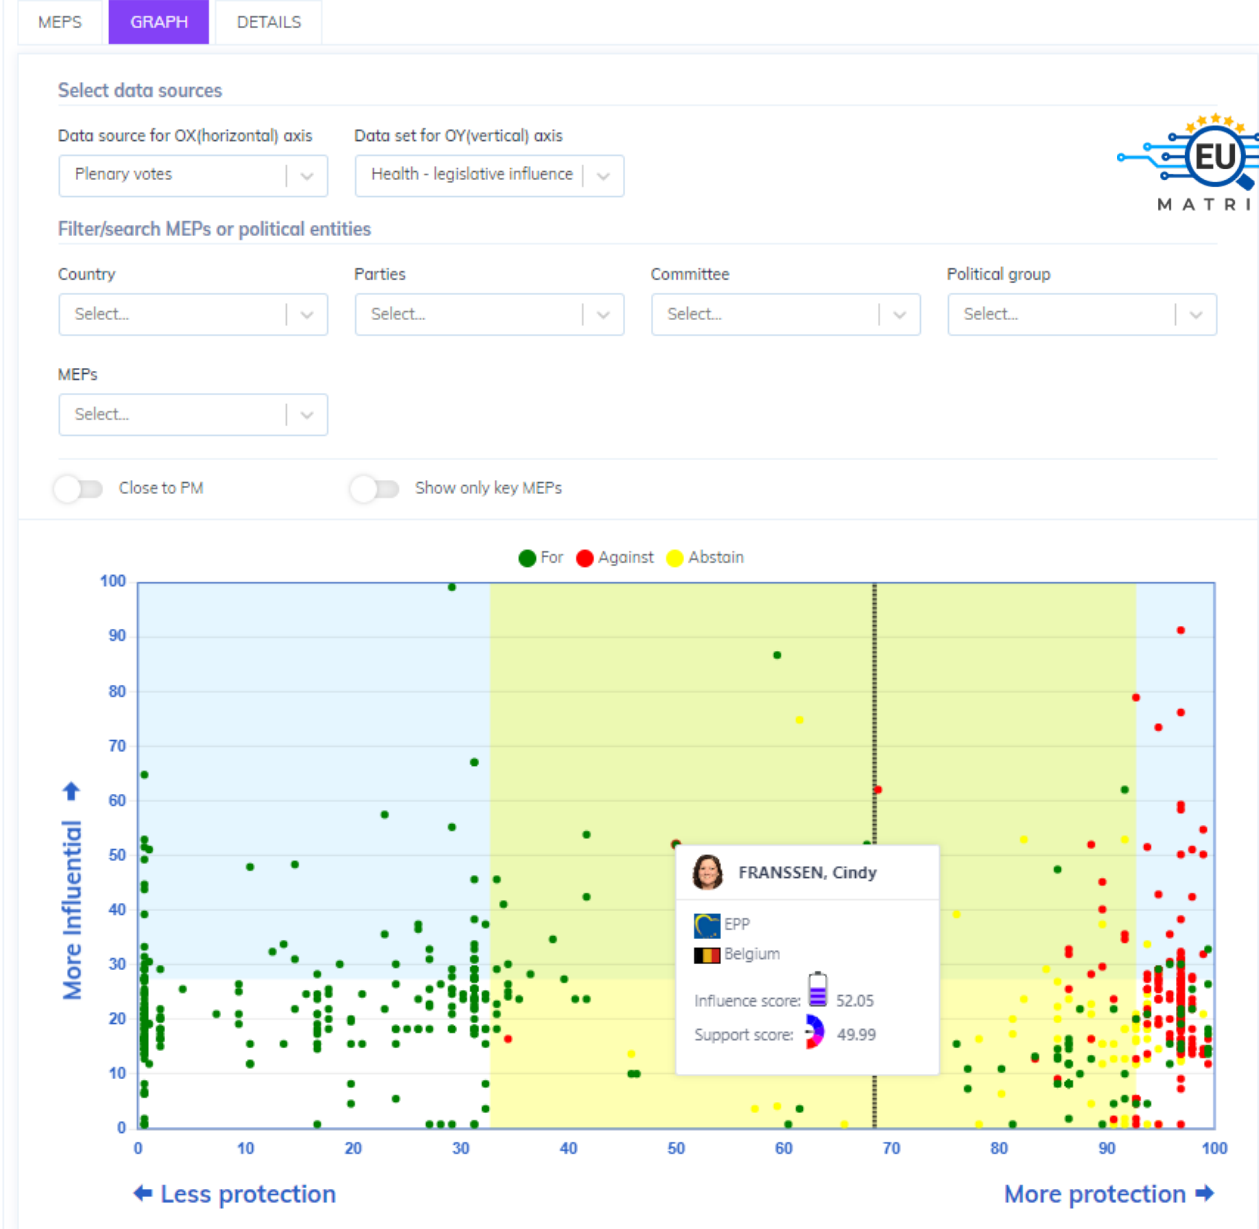 MEPS GRAPH DETAILS
Select data sources
Data source for OX(horizontal) axis Data set for OY(vertical) axis
Plenary votes Health - legislative influence
EU
MATRI
Filter/search MEPs or political entities
Country Parties Committee Political group
Select... Select... Select... Select...
MEPs
Select...
Close to PM Show only key MEPs
For Against Abstain
100
90
80
70
60
50
40
30
20
10
0
More Influential
FRANSSEN, Cindy
EPP
Belgium
Influence score: 52.05
Support score: 49.99
0 10 20 30 40 50 60 70 80 90 100
Less protection More protection